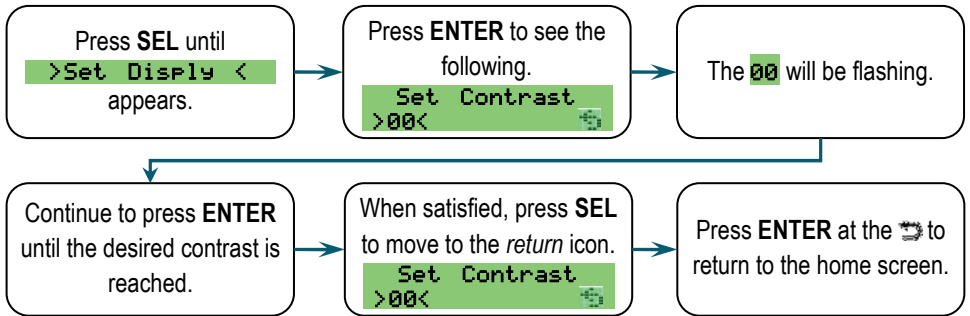 Press SEL until
>Set Disply <
appears.
Press ENTER to see the
following.
Set Contrast
>00<
The 00 will be flashing.
Continue to press ENTER
until the desired contrast is
reached.
When satisfied, press SEL
to move to the return icon.
Set Contrast
>00<
Press ENTER at the to
return to the home screen.